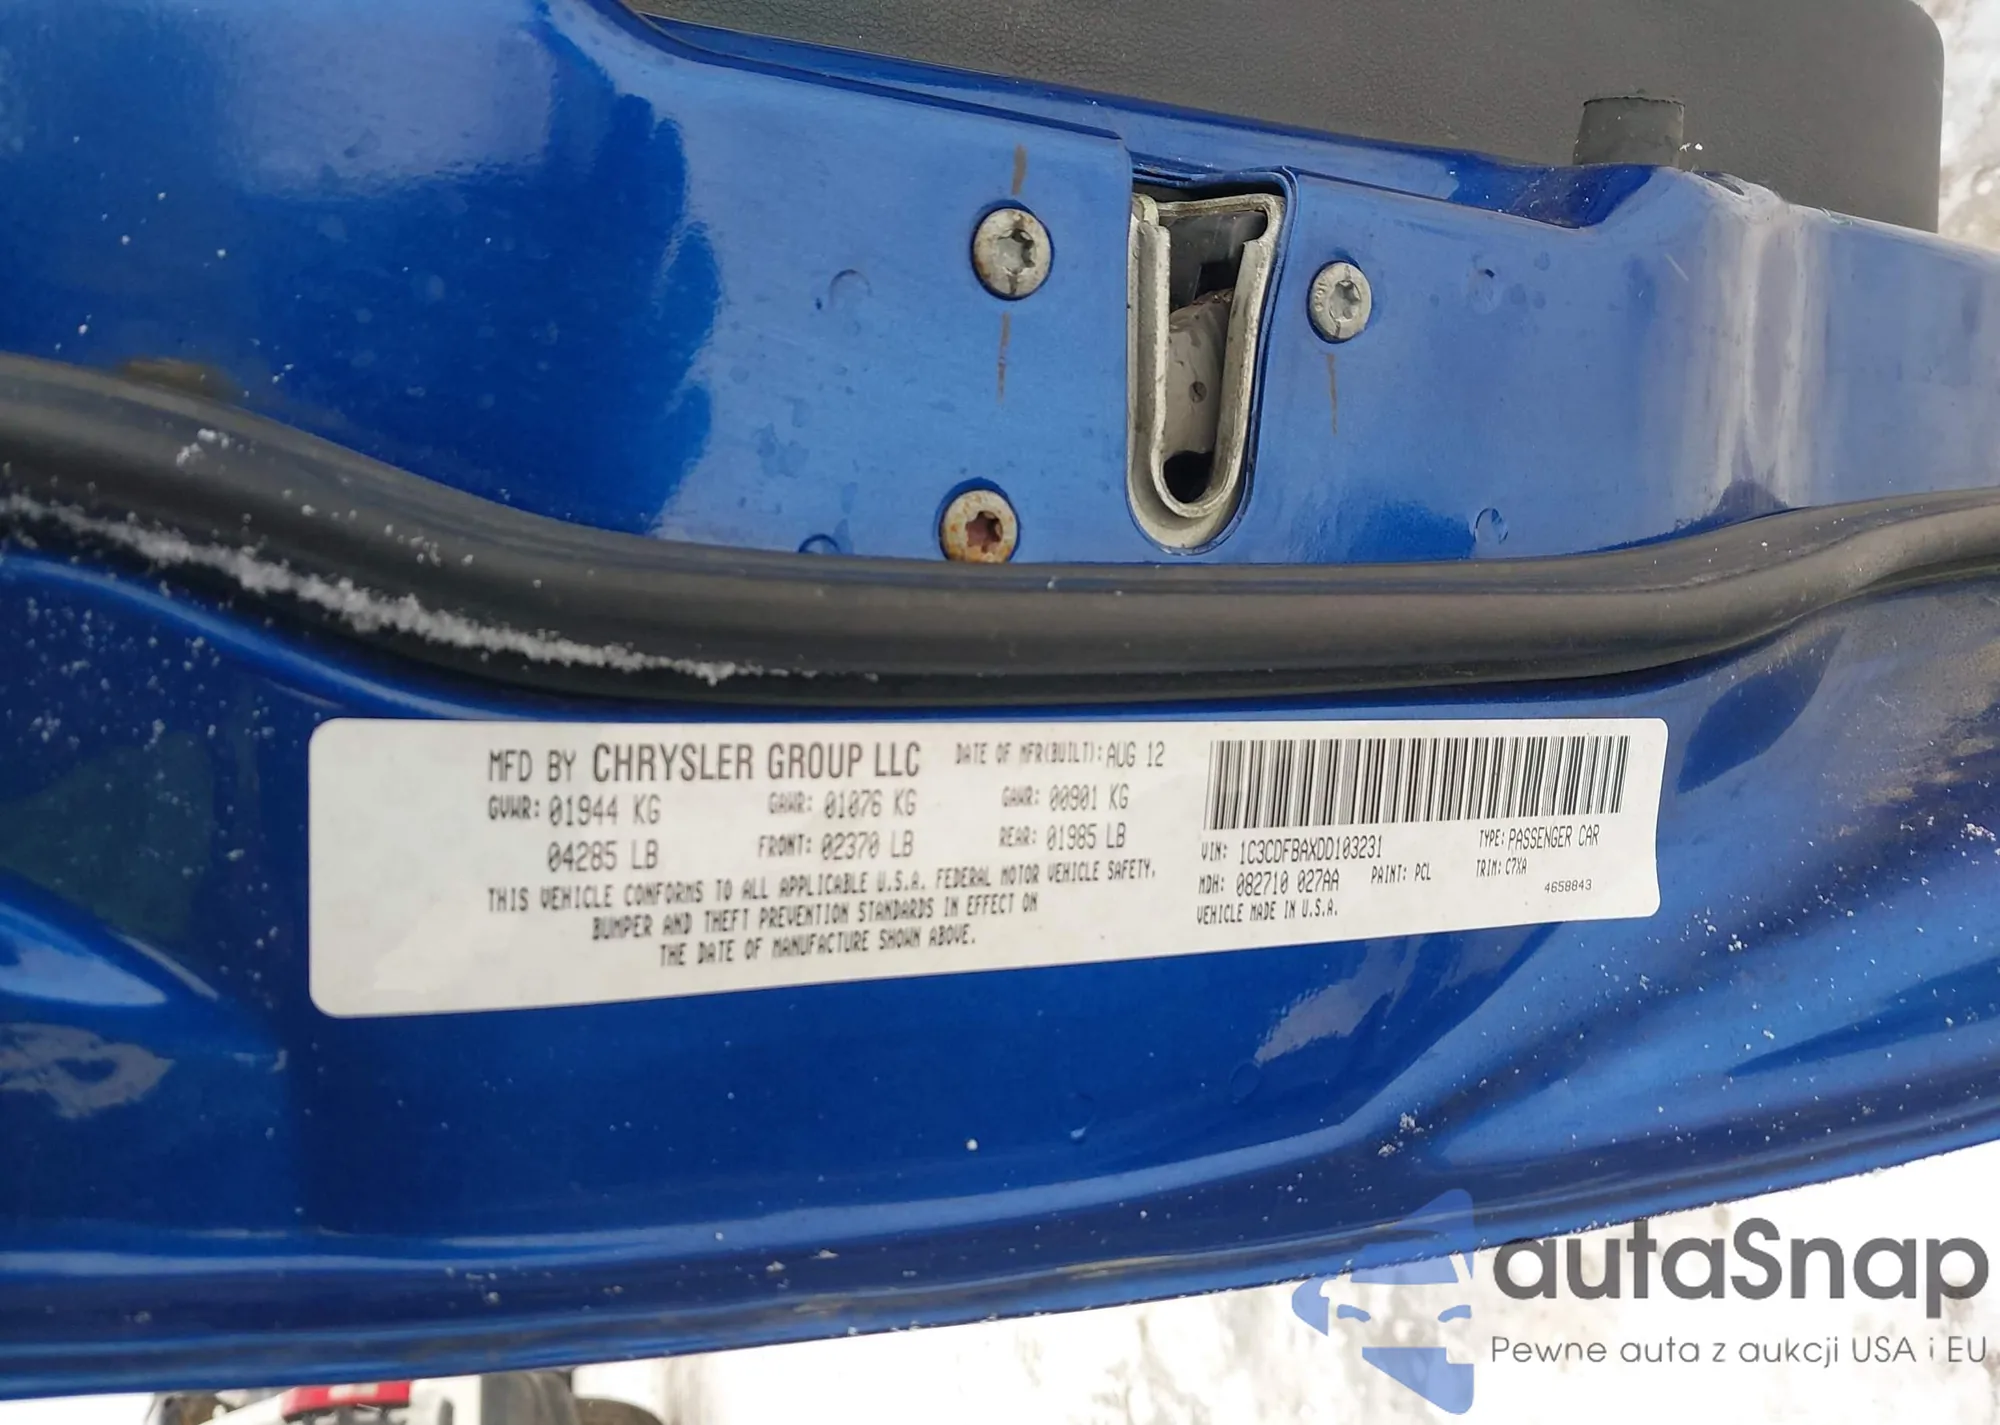 MFD BY CHRYSLER GROUP LLC DATE OF MFR(BUILT): AUG 12
GVWR: 01944 KG GAWR: 01076 KG GAWR: 00901 KG
04285 LB FRONT: 02370 LB REAR: 01985 LB
THIS VEHICLE CONFORMS TO ALL APPLICABLE U.S.A. FEDERAL MOTOR VEHICLE SAFETY,
BUMPER AND THEFT PREVENTION STANDARDS IN EFFECT ON
THE DATE OF MANUFACTURE SHOWN ABOVE.
VIN: 1C3CDFBAXDD103231 TYPE: PASSENGER CAR
MDH: 082710 027AA PAINT: PCL TRIM: C7XA
VEHICLE MADE IN U.S.A. 4658843
autaSnap
Pewne auta z aukcji USA i EU